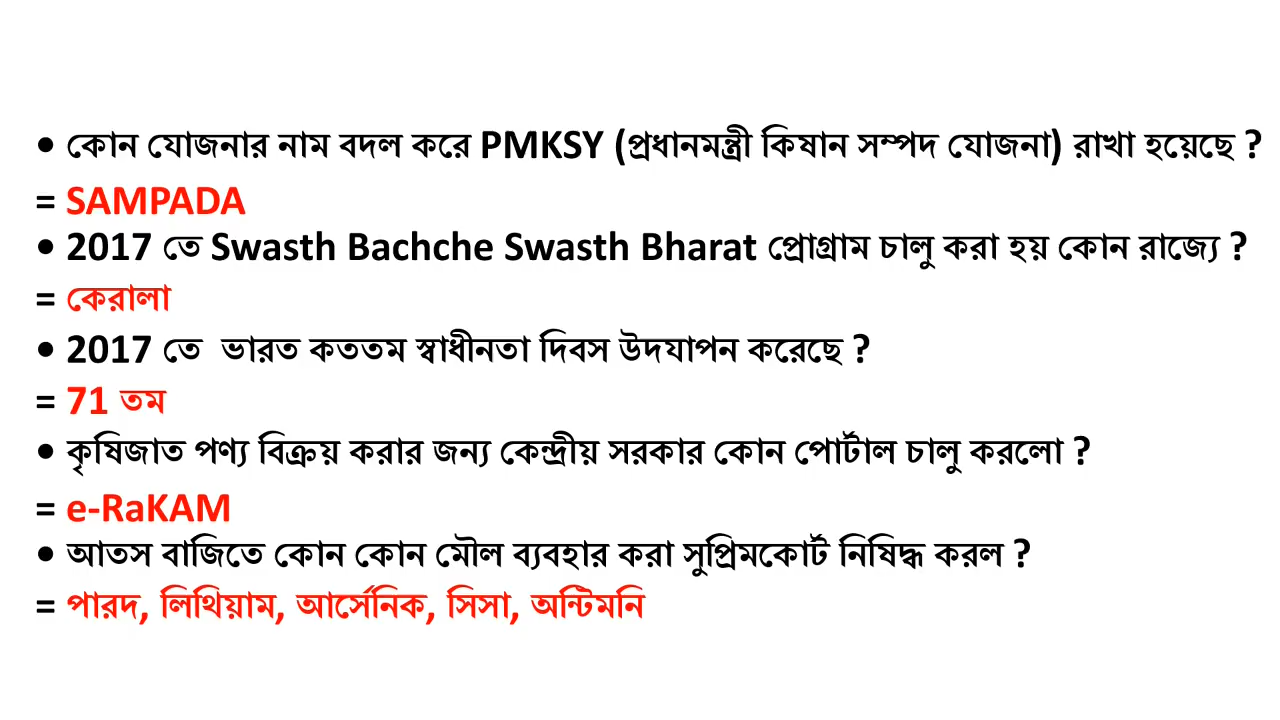 • কোন যোজনার নাম বদল করে PMKSY (প্রধানমন্ত্রী কিষান সম্পদ যোজনা) রাখা হয়েছে ?
= SAMPADA
• 2017 তে Swasth Bachche Swasth Bharat প্রোগ্রাম চালু করা হয় কোন রাজ্যে ?
= কেরালা
• 2017 তে ভারত কততম স্বাধীনতা দিবস উদযাপন করেছে ?
= 71 তম
• কৃষিজাত পণ্য বিক্রয় করার জন্য কেন্দ্রীয় সরকার কোন পোর্টাল চালু করলো ?
= e-RaKAM
• আতস বাজিতে কোন কোন মৌল ব্যবহার করা সুপ্রিমকোর্ট নিষিদ্ধ করল ?
= পারদ, লিথিয়াম, আর্সেনিক, সিসা, অন্টিমনি